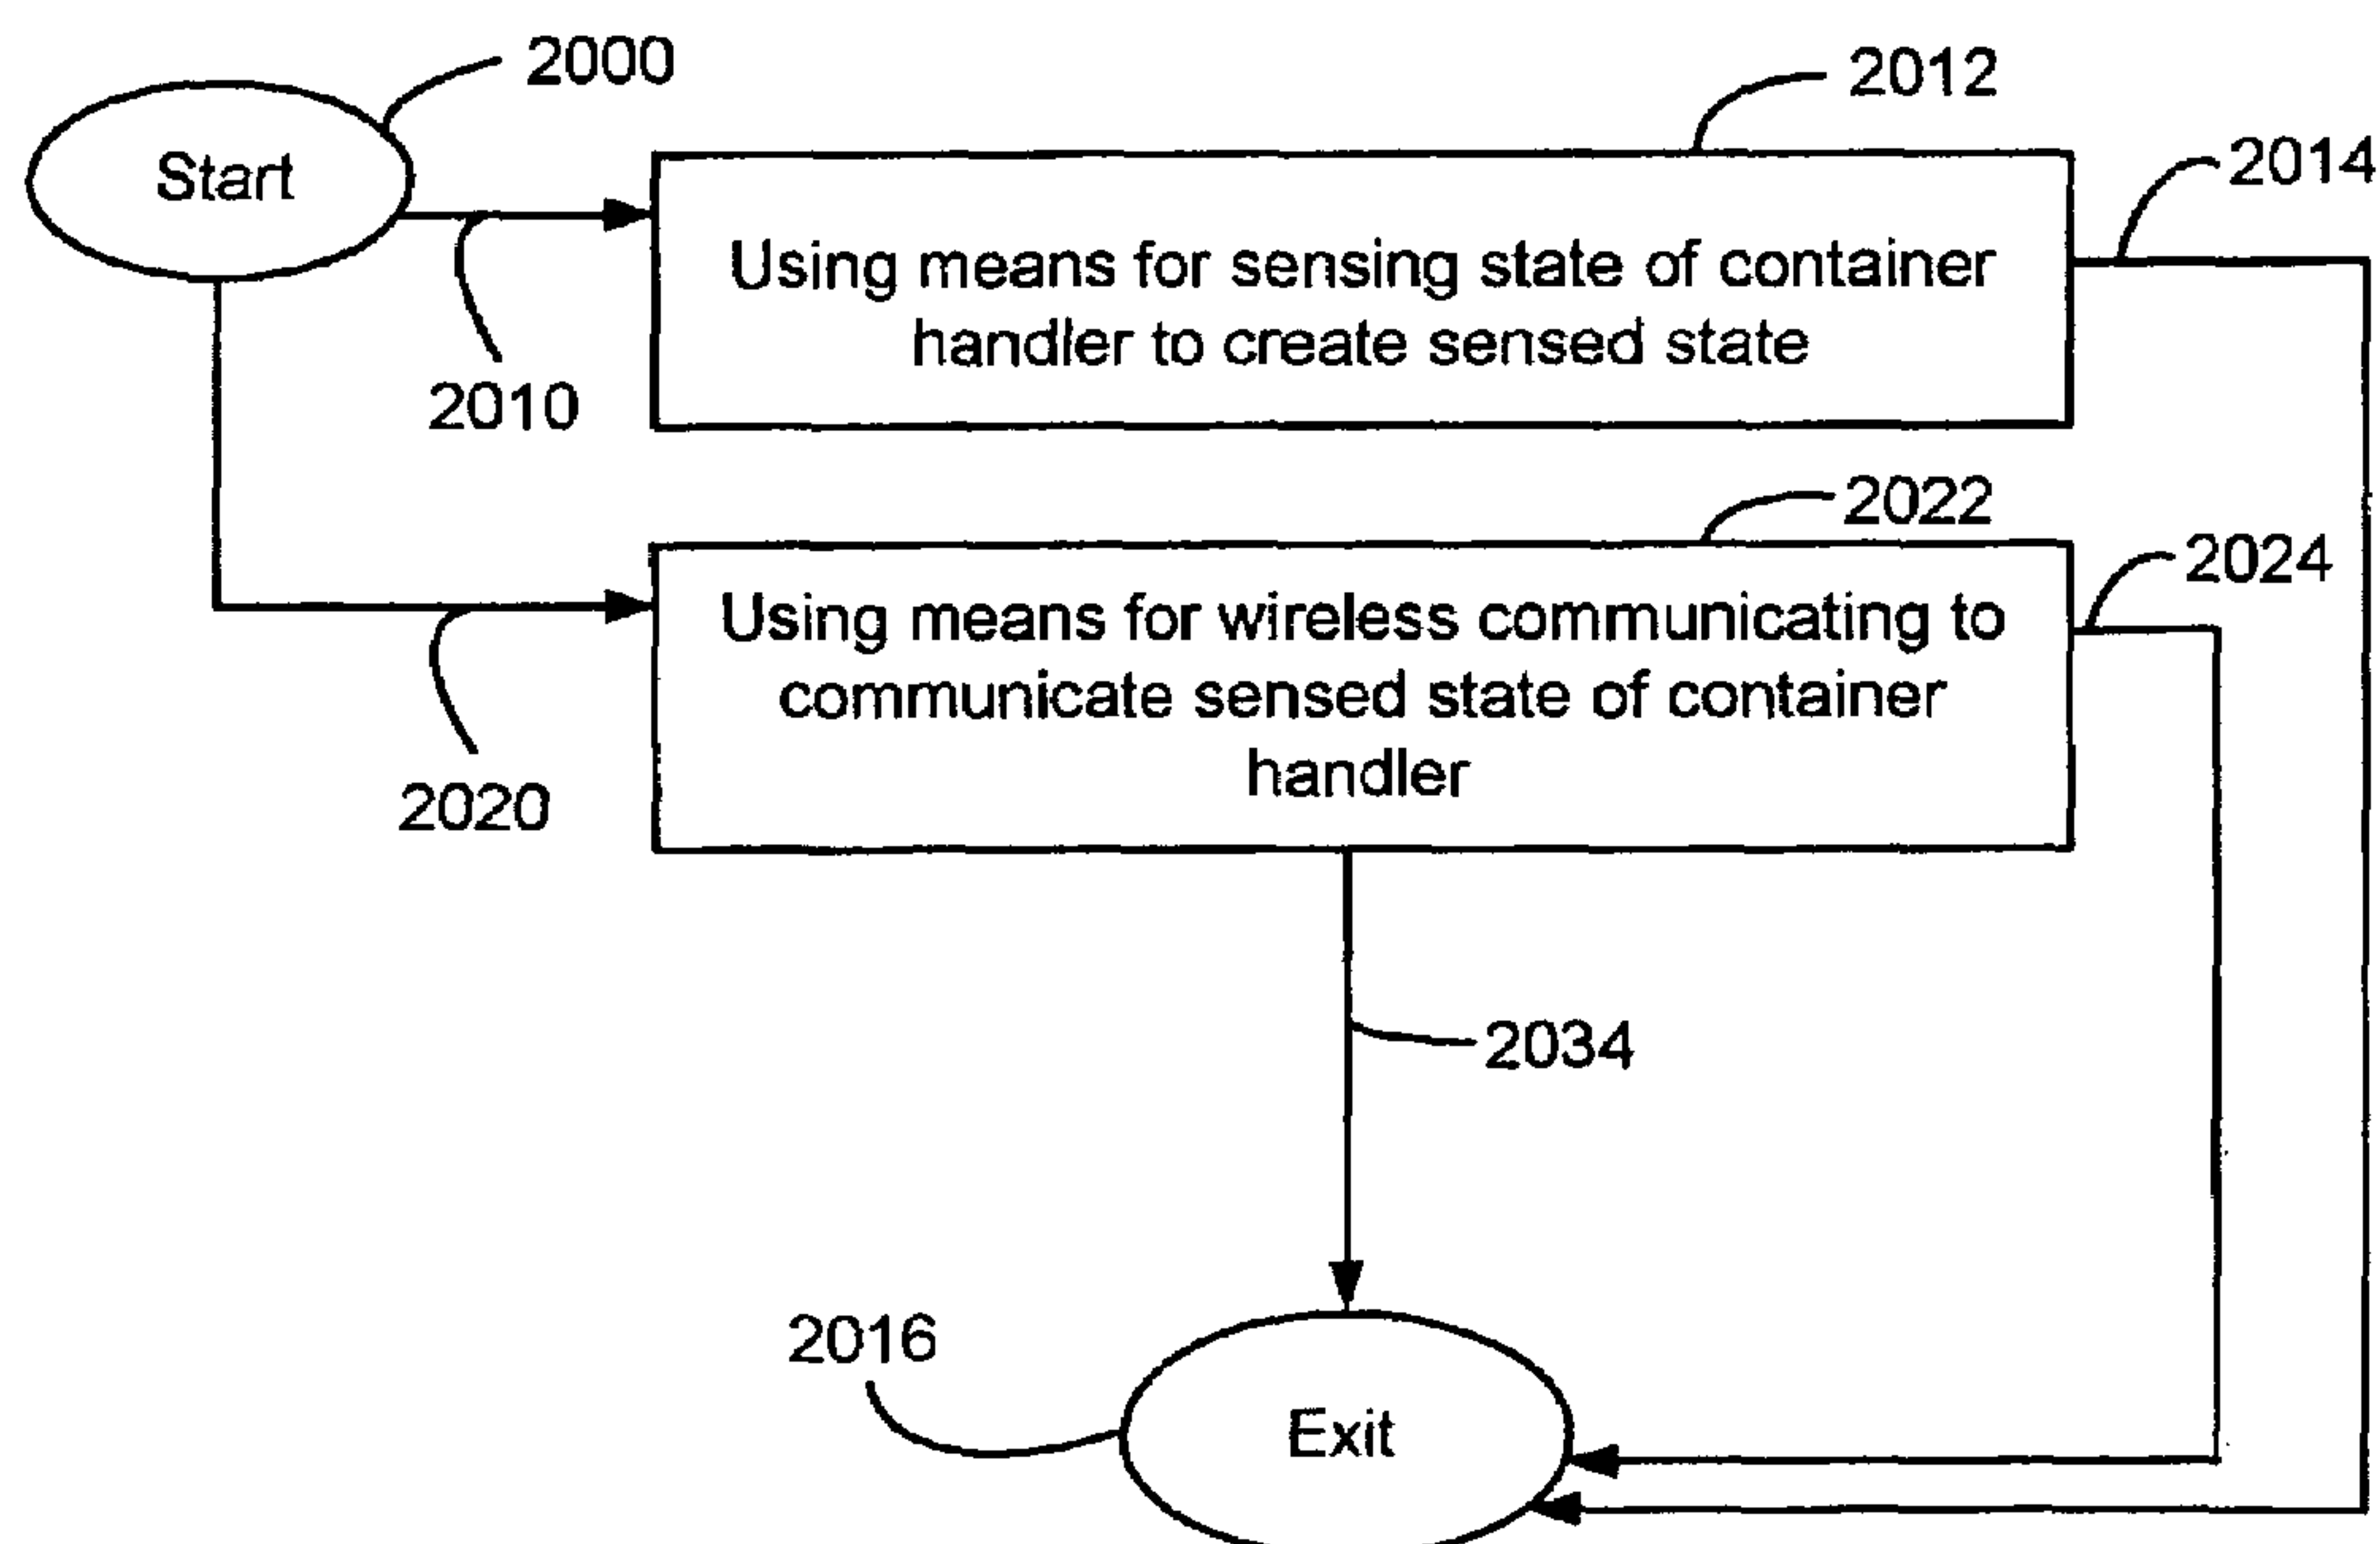 2000
2012
Start
2014
Using means for sensing state of container
handler to create sensed state
2010
2022
2024
Using means for wireless communicating to
communicate sensed state of container
handler
2020
2034
2016
Exit